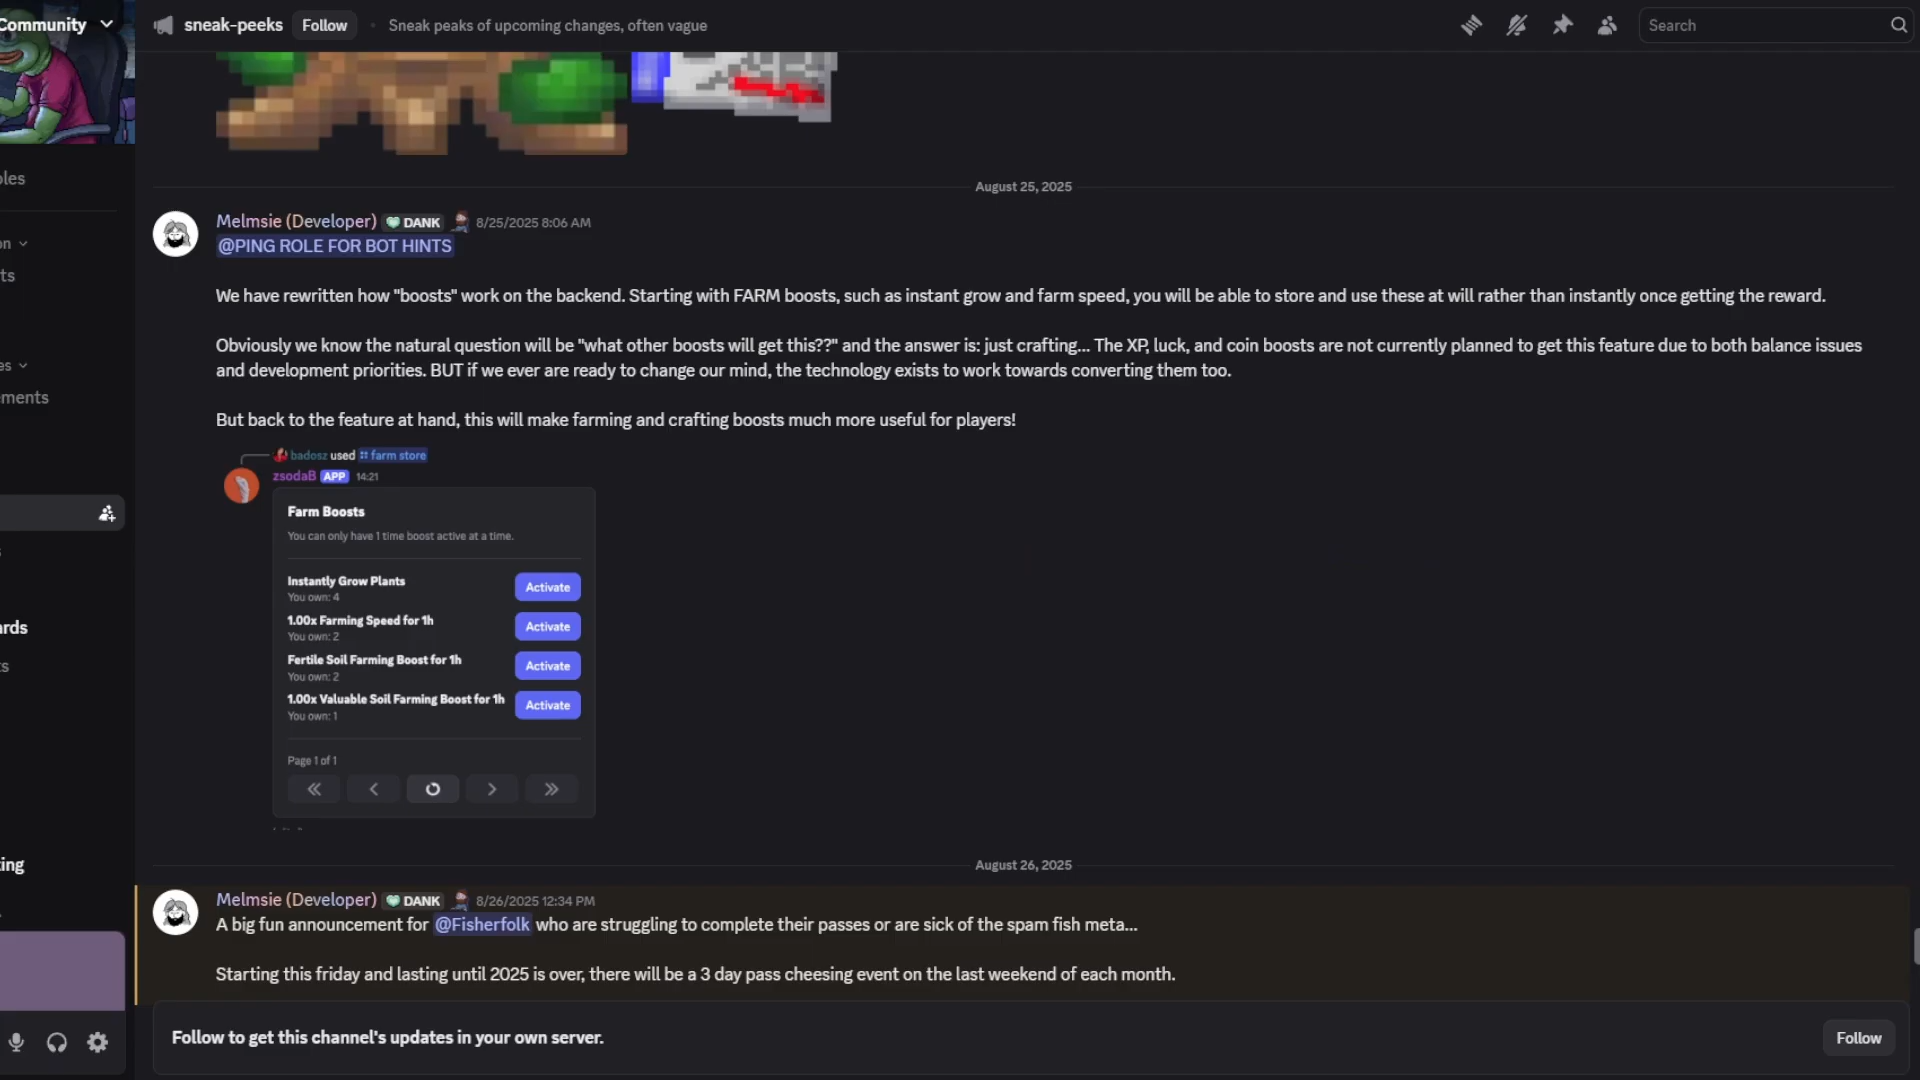 Community
sneak-peeks Follow Sneak peaks of upcoming changes, often vague
Search
August 25, 2025
Melmsie (Developer) DANK 8/25/2025 8:06 AM
@PING ROLE FOR BOT HINTS
We have rewritten how "boosts" work on the backend. Starting with FARM boosts, such as instant grow and farm speed, you will be able to store and use these at will rather than instantly once getting the reward.
Obviously we know the natural question will be "what other boosts will get this??" and the answer is: just crafting... The XP, luck, and coin boosts are not currently planned to get this feature due to both balance issues
and development priorities. BUT if we ever are ready to change our mind, the technology exists to work towards converting them too.
But back to the feature at hand, this will make farming and crafting boosts much more useful for players!
badosz used farm store
zsodaB APP 14:21
Farm Boosts
You can only have 1 time boost active at a time.
Instantly Grow Plants
You own: 4
Activate
1.00x Farming Speed for 1h
You own: 2
Activate
Fertile Soil Farming Boost for 1h
You own: 2
Activate
1.00x Valuable Soil Farming Boost for 1h
You own: 1
Activate
Page 1 of 1
August 26, 2025
Melmsie (Developer) DANK 8/26/2025 12:34 PM
A big fun announcement for @Fisherfolk who are struggling to complete their passes or are sick of the spam fish meta...
Starting this friday and lasting until 2025 is over, there will be a 3 day pass cheesing event on the last weekend of each month.
Follow to get this channel's updates in your own server.
Follow
oles
on
ts
es
ements
s
ards
ts
ting